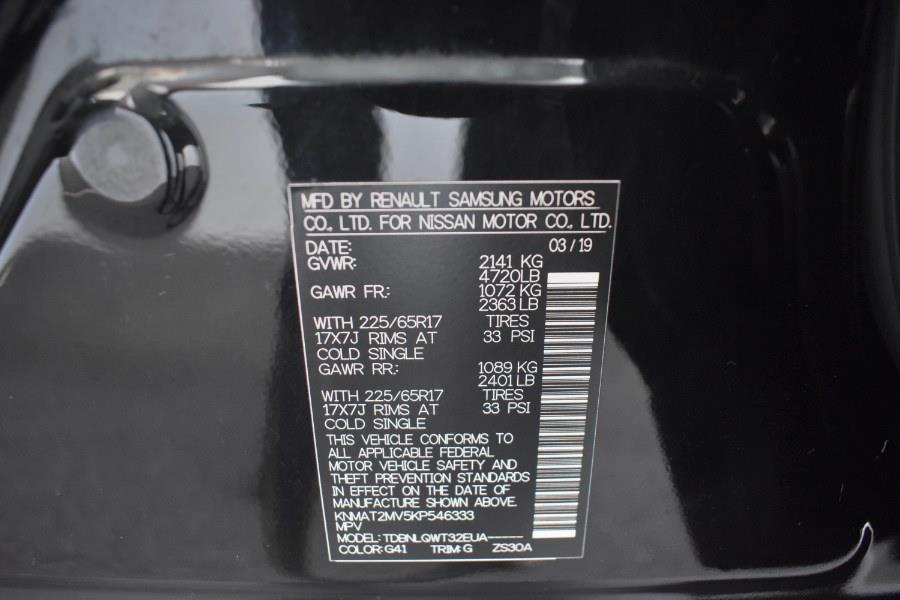 MFD BY RENAULT SAMSUNG MOTORS
CO., LTD. FOR NISSAN MOTOR CO., LTD.
DATE: 03/19
GVWR: 2141 KG
4720LB
GAWR FR.: 1072 KG
2363 LB
WITH 225/65R17 TIRES
17X7J RIMS AT 33 PSI
COLD SINGLE
GAWR RR.: 1089 KG
2401 LB
WITH 225/65R17 TIRES
17X7J RIMS AT 33 PSI
COLD SINGLE
THIS VEHICLE CONFORMS TO
ALL APPLICABLE FEDERAL
MOTOR VEHICLE SAFETY AND
THEFT PREVENTION STANDARDS
IN EFFECT ON THE DATE OF
MANUFACTURE SHOWN ABOVE.
KNMAT2MV5KP546333
MPV
MODEL: TDBNLGWT32EUA-----
COLOR: G41 TRIM: G ZS30A